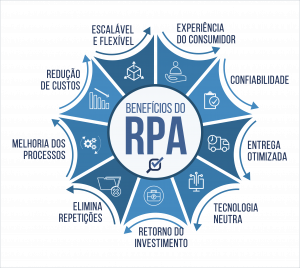 BENEFÍCIOS DO
RPA
ESCALÁVEL
E FLEXÍVEL
EXPERIÊNCIA
DO CONSUMIDOR
CONFIABILIDADE
ENTREGA
OTIMIZADA
TECNOLOGIA
NEUTRA
RETORNO DO
INVESTIMENTO
ELIMINA
REPETIÇÕES
MELHORIA DOS
PROCESSOS
REDUÇÃO
DE CUSTOS